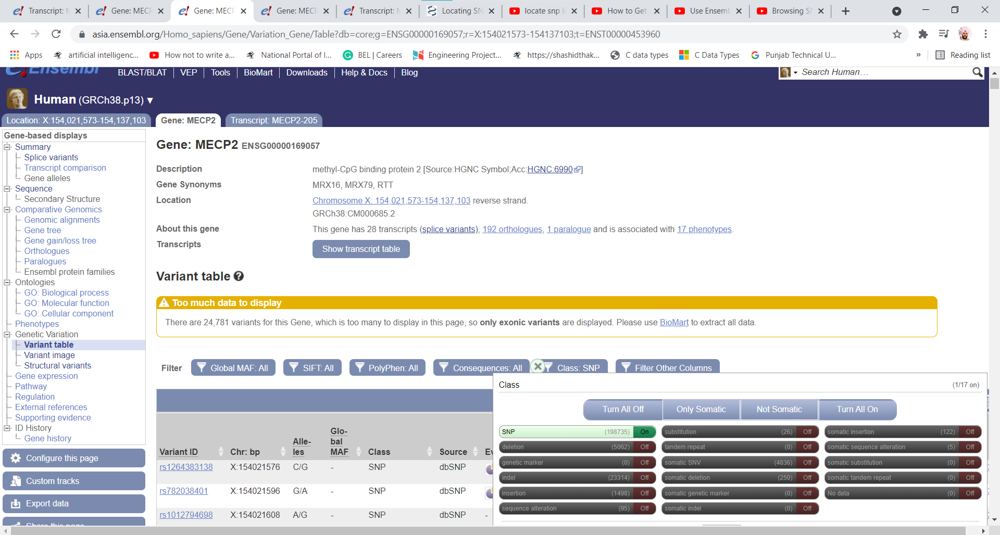 Transcript: M
Gene: MECP
Gene: MECP
Gene: MECP
Transcript: M
Locating SN
locate snp i
How to Get
Use Ensemb
Browsing S
asia.ensembl.org/Homo_sapiens/Gene/Variation_Gene/Table?db=core;g=ENSG00000169057;r=X:154021573-154137103;t=ENST00000453960
Apps artificial intelligenc... How not to write a... National Portal of I... BEL | Careers Engineering Project... https://shashidthak... C data types C Data Types Punjab Technical U... » Reading list
Ensembl BLAST/BLAT VEP Tools BioMart Downloads Help & Docs Blog Search Human…
Human (GRCh38.p13) ▼
Location: X:154,021,573-154,137,103 Gene: MECP2 Transcript: MECP2-205
Gene-based displays
Summary
Splice variants
Transcript comparison
Gene alleles
Sequence
Secondary Structure
Comparative Genomics
Genomic alignments
Gene tree
Gene gain/loss tree
Orthologues
Paralogues
Ensembl protein families
Ontologies
GO: Biological process
GO: Molecular function
GO: Cellular component
Phenotypes
Genetic Variation
Variant table
Variant image
Structural variants
Gene expression
Pathway
Regulation
External references
Supporting evidence
ID History
Gene history
Configure this page
Custom tracks
Export data
Share this page
Gene: MECP2 ENSG00000169057
Description methyl-CpG binding protein 2 [Source:HGNC Symbol;Acc:HGNC:6990]
Gene Synonyms MRX16, MRX79, RTT
Location Chromosome X: 154,021,573-154,137,103 reverse strand.
GRCh38:CM000685.2
About this gene This gene has 28 transcripts (splice variants), 192 orthologues, 1 paralogue and is associated with 17 phenotypes.
Transcripts Show transcript table
Variant table ?
Too much data to display
There are 24,781 variants for this Gene, which is too many to display in this page, so only exonic variants are displayed. Please use BioMart to extract all data.
Filter Global MAF: All SIFT: All PolyPhen: All Consequences: All Class: SNP Filter Other Columns
Class (1/17 on)
Turn All Off Only Somatic Not Somatic Turn All On
SNP (198735) On substitution (26) Off somatic insertion (122) Off
deletion (5062) Off tandem repeat (0) Off somatic sequence alteration (5) Off
genetic marker (0) Off somatic SNV (4836) Off somatic substitution (0) Off
indel (23314) Off somatic deletion (250) Off somatic tandem repeat (0) Off
insertion (1498) Off somatic genetic marker (0) Off No data (0) Off
sequence alteration (95) Off somatic indel (0) Off
Glo-
Alle- bal
Variant ID Chr: bp les MAF Class Source Ev
rs1264383138 X:154021576 C/G - SNP dbSNP
rs782038401 X:154021596 G/A - SNP dbSNP
rs1012794698 X:154021608 A/G - SNP dbSNP -